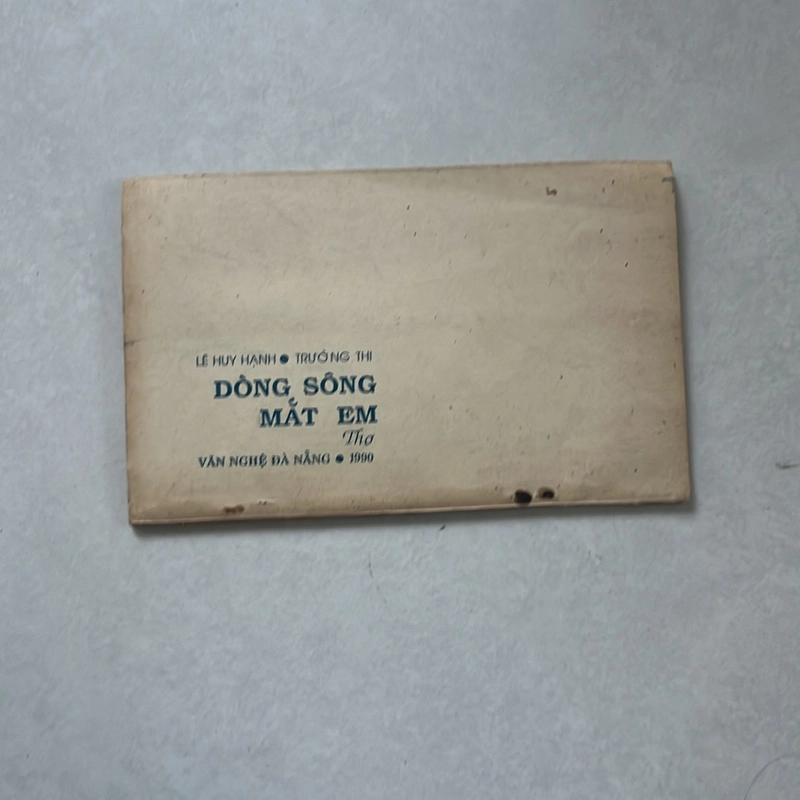 LÊ HUY HẠNH ● TRƯỜNG THI
DÒNG SÔNG
MẮT EM
Thơ
VĂN NGHỆ ĐÀ NẴNG ● 1990